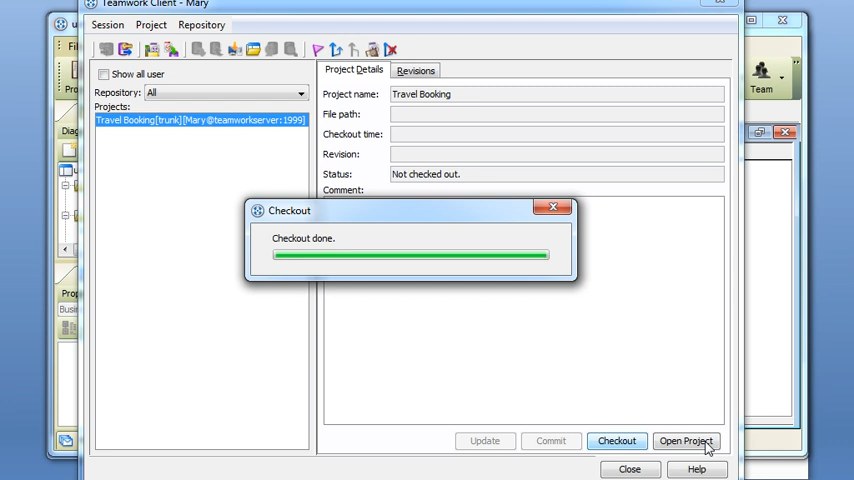 Teamwork Client - Mary
Session Project Repository
Show all user
Repository: All
Projects:
Travel Booking[trunk][Mary@teamworkserver:1999]
Project Details Revisions
Project name: Travel Booking
File path:
Checkout time:
Revision:
Status: Not checked out.
Comment:
Checkout
Checkout done.
Update Commit Checkout Open Project
Close Help
Team